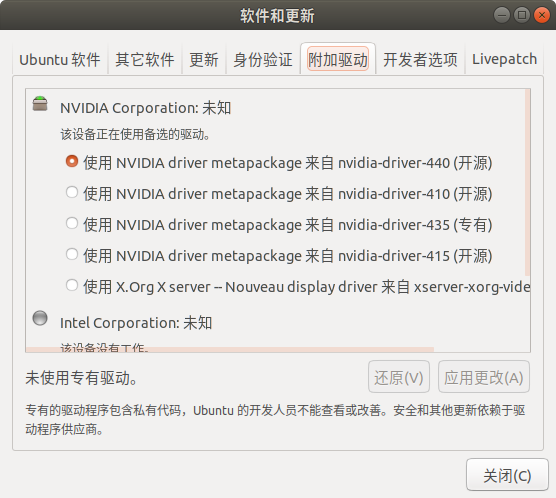 软件和更新
Ubuntu 软件 其它软件 更新 身份验证 附加驱动 开发者选项 Livepatch
NVIDIA Corporation: 未知
该设备正在使用备选的驱动。
使用 NVIDIA driver metapackage 来自 nvidia-driver-440 (开源)
使用 NVIDIA driver metapackage 来自 nvidia-driver-410 (开源)
使用 NVIDIA driver metapackage 来自 nvidia-driver-435 (专有)
使用 NVIDIA driver metapackage 来自 nvidia-driver-415 (开源)
使用 X.Org X server -- Nouveau display driver 来自 xserver-xorg-vide
Intel Corporation: 未知
该设备没有工作。
未使用专有驱动。 还原(V) 应用更改(A)
专有的驱动程序包含私有代码，Ubuntu 的开发人员不能查看或改善。安全和其他更新依赖于驱
动程序供应商。
关闭(C)